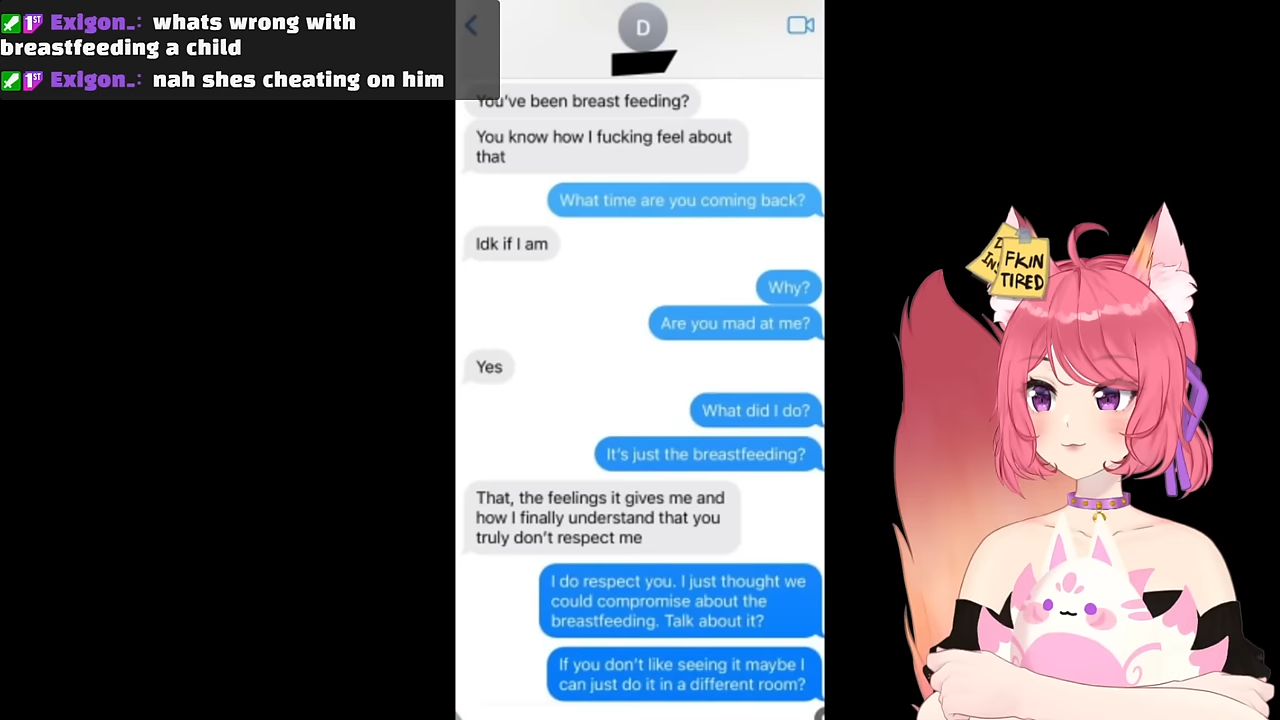 Exlgon_: whats wrong with
breastfeeding a child
Exlgon_: nah shes cheating on him
D
You've been breast feeding?
You know how I fucking feel about
that
What time are you coming back?
Idk if I am
Why?
Are you mad at me?
Yes
What did I do?
It's just the breastfeeding?
That, the feelings it gives me and
how I finally understand that you
truly don't respect me
I do respect you. I just thought we
could compromise about the
breastfeeding. Talk about it?
If you don't like seeing it maybe I
can just do it in a different room?
FKIN
TIRED